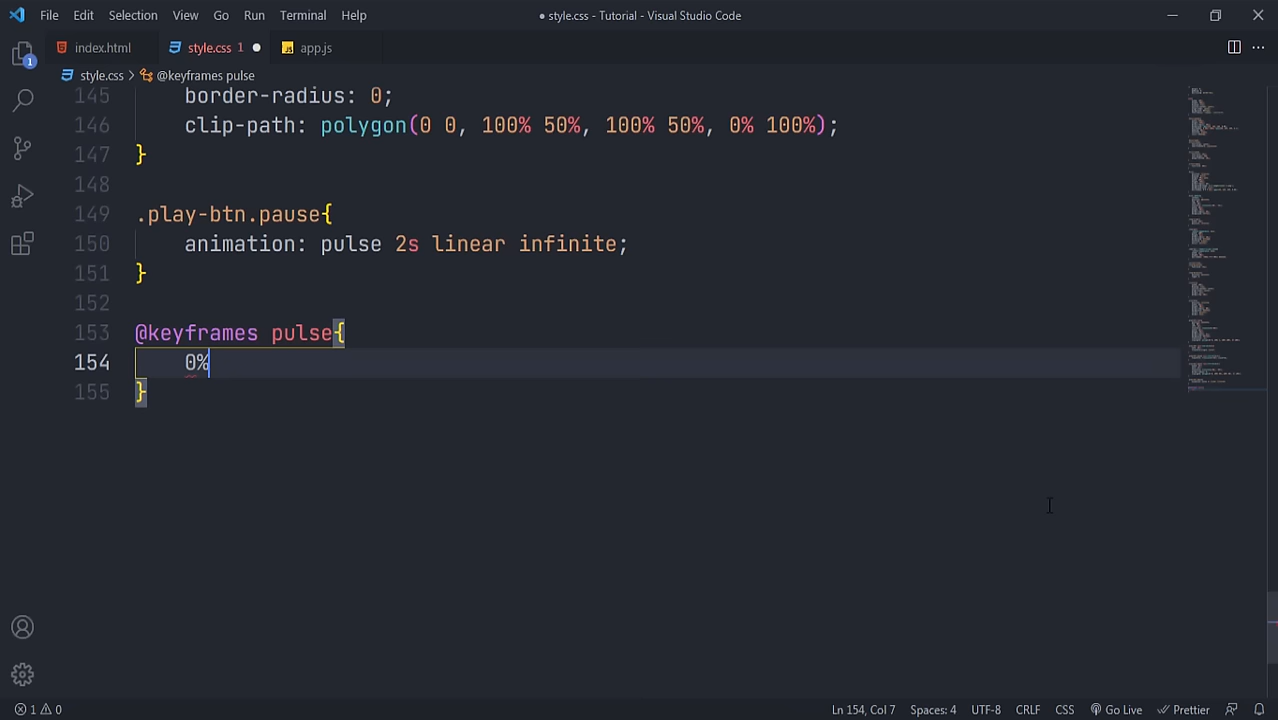 File Edit Selection View Go Run Terminal Help
● style.css - Tutorial - Visual Studio Code
index.html
style.css 1 ●
JS app.js
style.css > @keyframes pulse
145 border-radius: 0;
146 clip-path: polygon(0 0, 100% 50%, 100% 50%, 0% 100%);
147 }
148
149 .play-btn.pause{
150 animation: pulse 2s linear infinite;
151 }
152
153 @keyframes pulse{
154 0%
155 }
1
1 0
Ln 154, Col 7 Spaces: 4 UTF-8 CRLF CSS Go Live Prettier